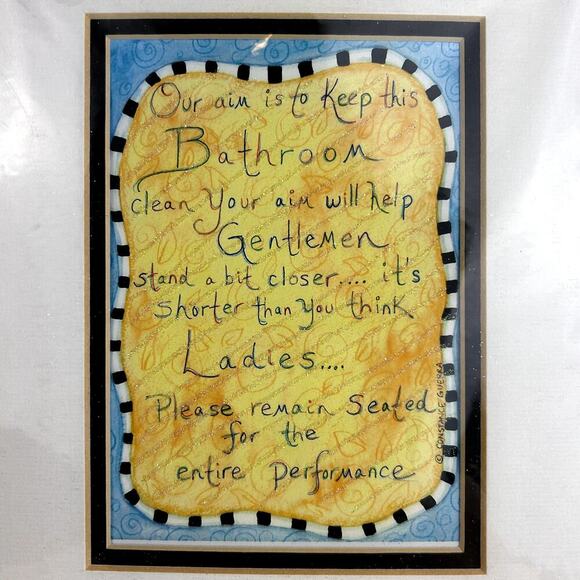 Our aim is to Keep this
Bathroom
clean Your aim will help
Gentlemen
stand a bit closer.... it's
shorter than You think
Ladies....
Please remain Seated
for the
entire performance
© CONSTANCE GUERRA